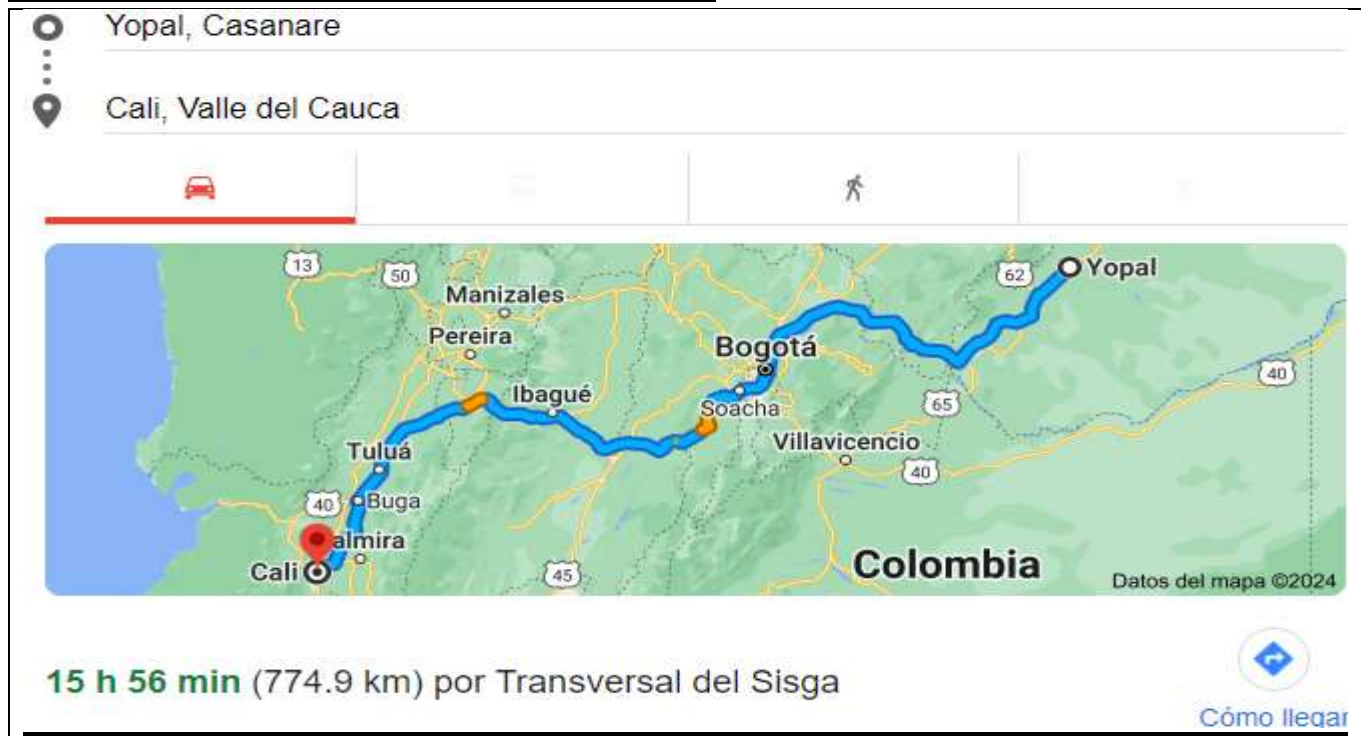 Yopal, Casanare
Cali, Valle del Cauca
13
50
62
Yopal
Manizales
Pereira
Bogotá
40
Ibagué
Soacha
65
Villavicencio
Tuluá
40
40
Buga
almira
Cali
45
Colombia
Datos del mapa ©2024
15 h 56 min (774.9 km) por Transversal del Sisga
Cómo llegar